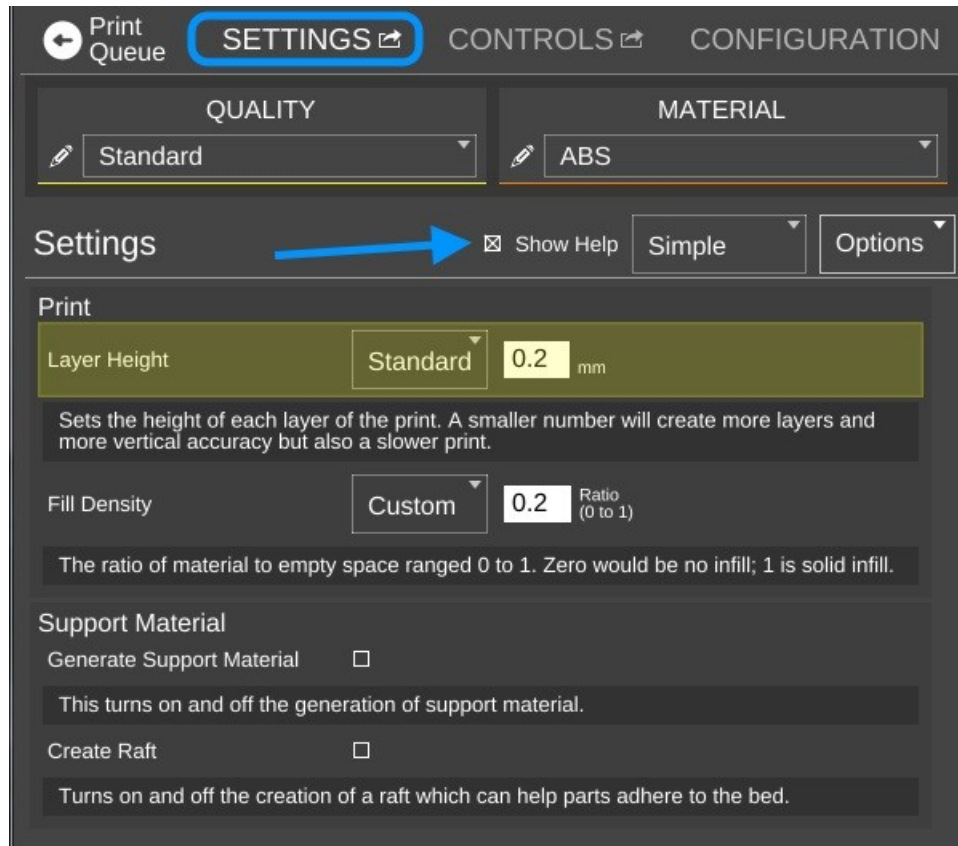 Print
Queue
SETTINGS
CONTROLS
CONFIGURATION
QUALITY
MATERIAL
Standard
ABS
Settings
Show Help
Simple
Options
Print
Layer Height
Standard
0.2
mm
Sets the height of each layer of the print. A smaller number will create more layers and
more vertical accuracy but also a slower print.
Fill Density
Custom
0.2
Ratio
(0 to 1)
The ratio of material to empty space ranged 0 to 1. Zero would be no infill; 1 is solid infill.
Support Material
Generate Support Material
This turns on and off the generation of support material.
Create Raft
Turns on and off the creation of a raft which can help parts adhere to the bed.